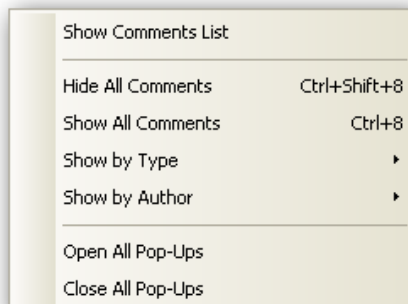 Show Comments List
Hide All Comments Ctrl+Shift+8
Show All Comments Ctrl+8
Show by Type
Show by Author
Open All Pop-Ups
Close All Pop-Ups